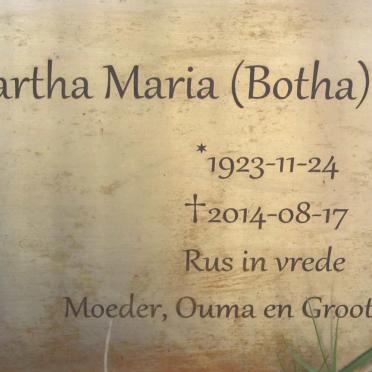 artha Maria (Botha)
*1923-11-24
†2014-08-17
Rus in vrede
Moeder, Ouma en Groot